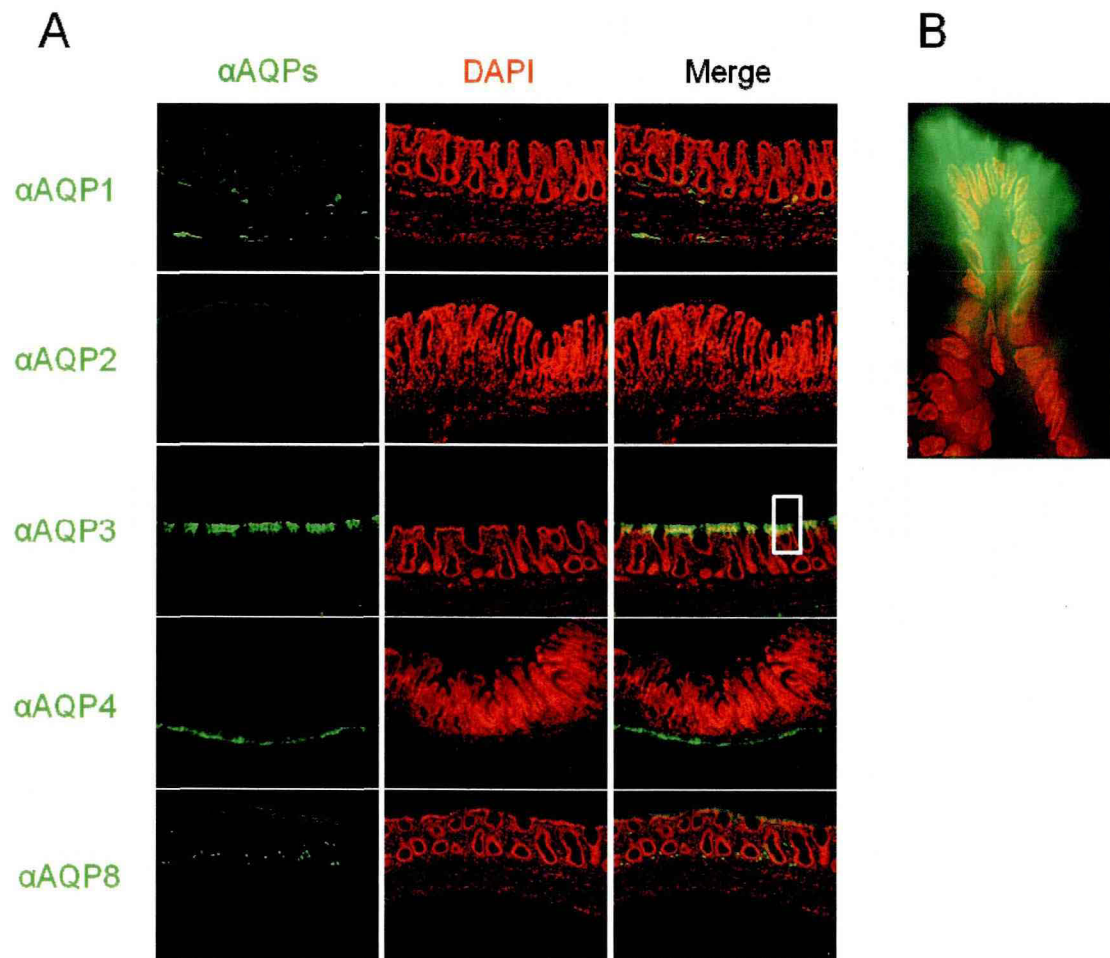 A
B
αAQPs DAPI Merge
αAQP1
αAQP2
αAQP3
αAQP4
αAQP8